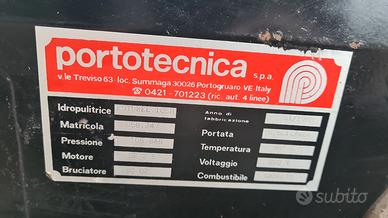 portotecnica s.p.a.
v.le Treviso 63 - loc. Summaga 30026 Portogruaro VE Italy
☎ 0421 - 701223 (ric. aut. 4 linee)
Idropulitrice
Anno di fabbricazione
Matricola
Portata
Pressione
Temperatura
Motore
Voltaggio
Bruciatore
Combustibile
subito